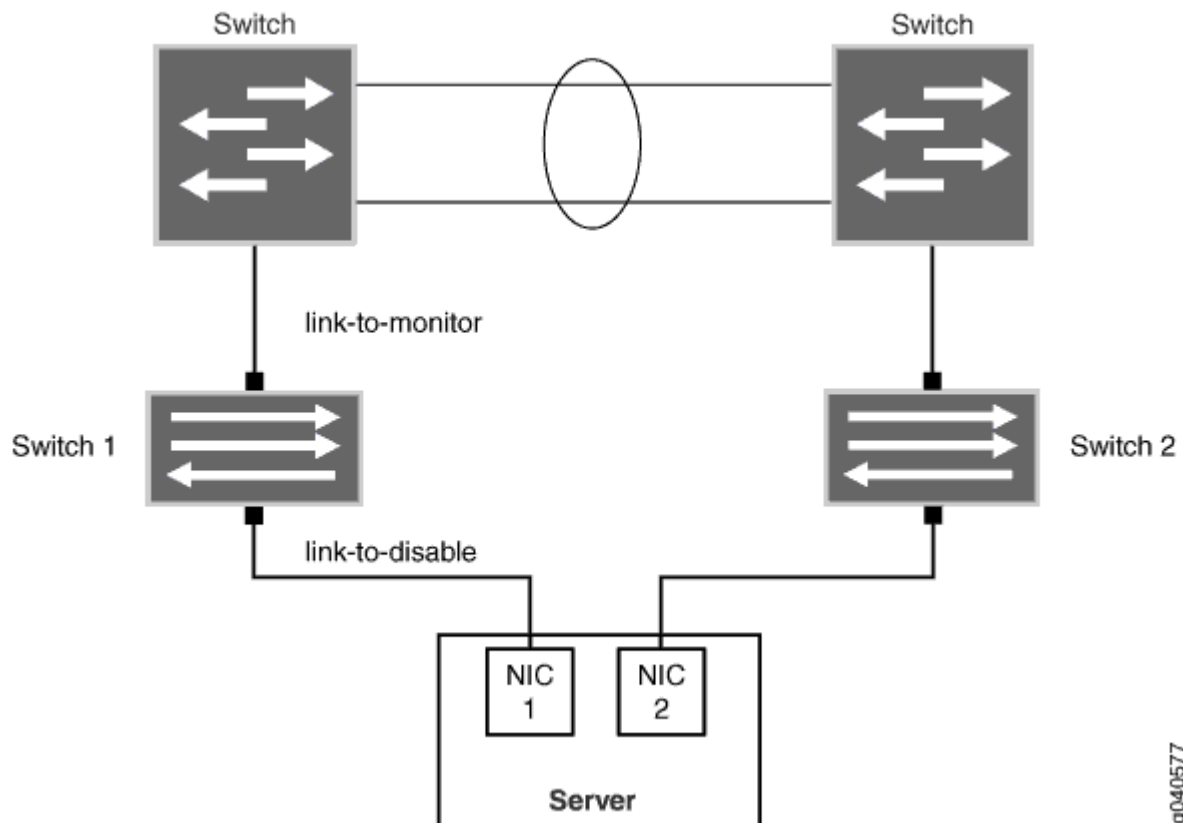 Switch
Switch
link-to-monitor
Switch 1
Switch 2
link-to-disable
NIC
1
NIC
2
Server
g040577